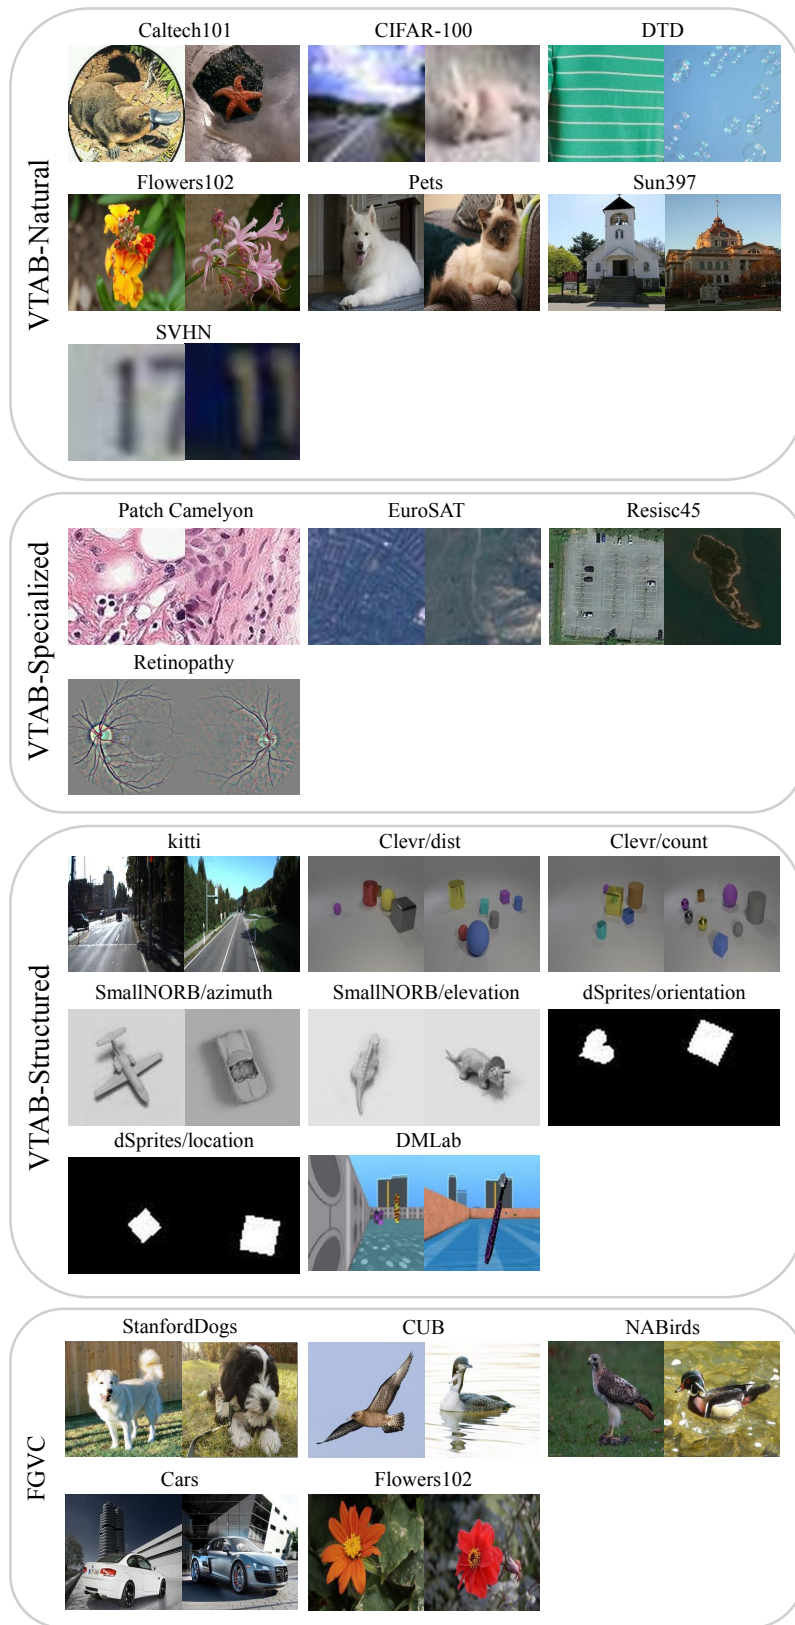 VTAB-Natural
Caltech101
CIFAR-100
DTD
Flowers102
Pets
Sun397
SVHN
17
11
VTAB-Specialized
Patch Camelyon
EuroSAT
Resisc45
Retinopathy
VTAB-Structured
kitti
Clevr/dist
Clevr/count
SmallNORB/azimuth
SmallNORB/elevation
dSprites/orientation
dSprites/location
DMLab
FGVC
StanfordDogs
CUB
NABirds
Cars
Flowers102